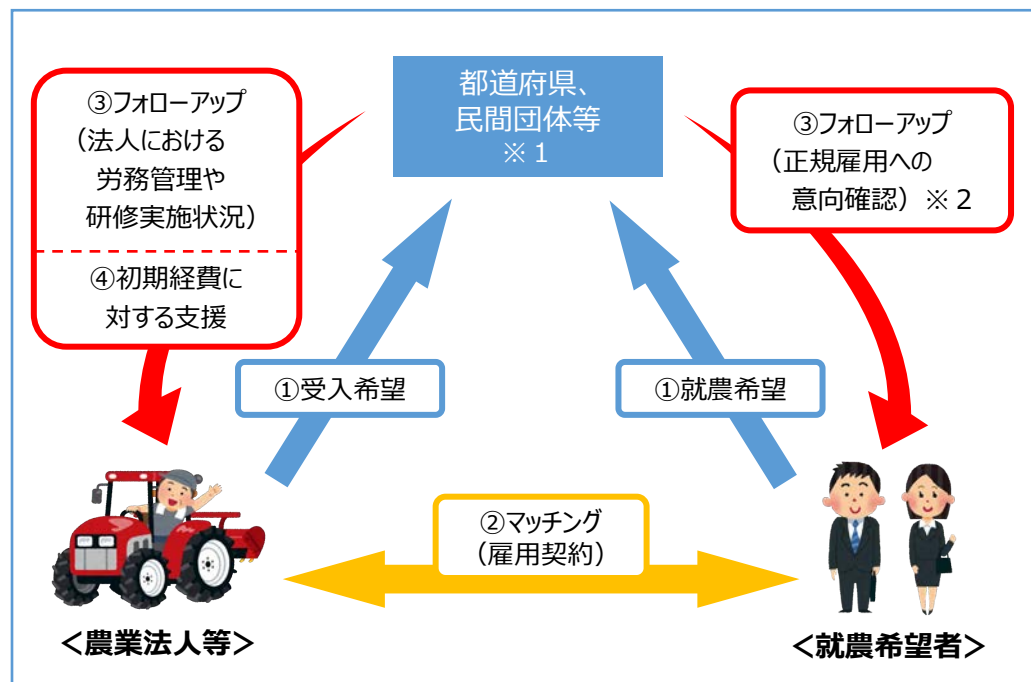 都道府県、
民間団体等
※１
③フォローアップ
（法人における
労務管理や
研修実施状況）
④初期経費に
対する支援
③フォローアップ
（正規雇用への
意向確認）※２
①受入希望
①就農希望
②マッチング
（雇用契約）
＜農業法人等＞
＜就農希望者＞